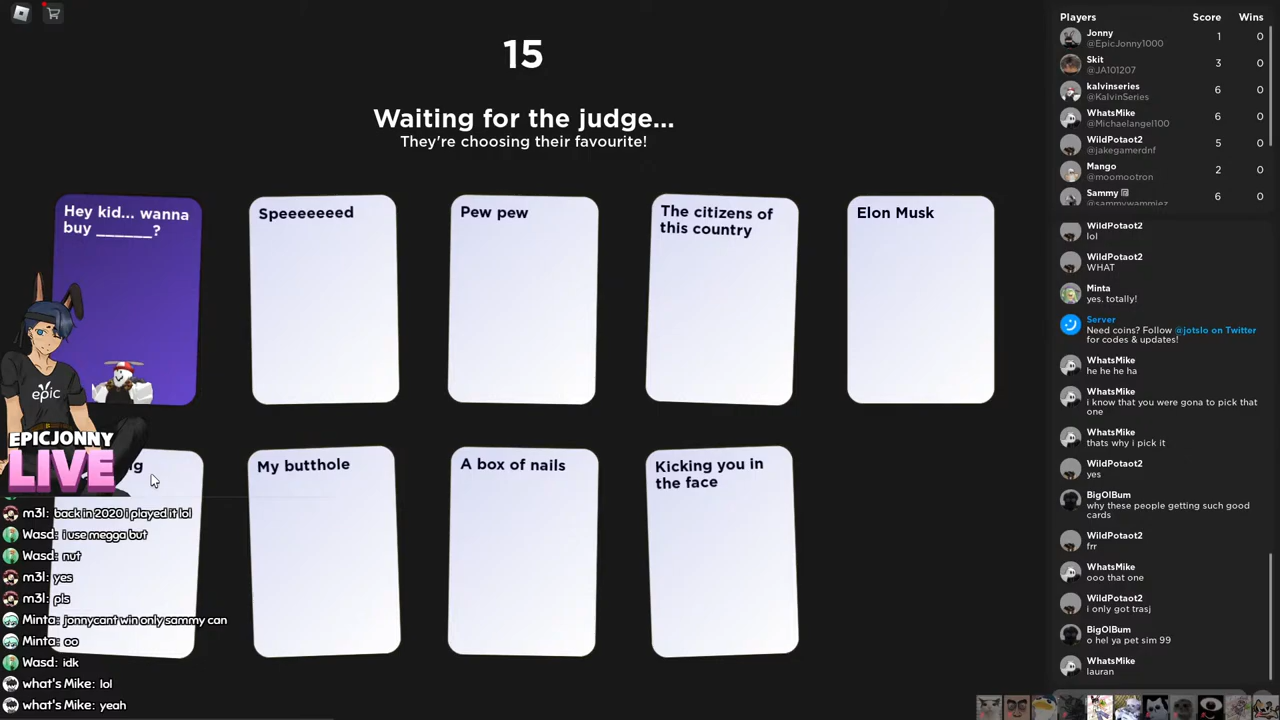 15
Waiting for the judge...
They're choosing their favourite!
Hey kid... wanna
buy ______?
Speeeeeeed
Pew pew
The citizens of
this country
Elon Musk
My butthole
A box of nails
Kicking you in
the face
epic
EPICJONNY
LIVE
m3l: back in 2020 i played it lol
Wasd: i use megga but
Wasd: nut
m3l: yes
m3l: pls
Minta: jonnycant win only sammy can
Minta: oo
Wasd: idk
what's Mike: lol
what's Mike: yeah
Players Score Wins
Jonny
@EpicJonny1000 1 0
Skit
@JA101207 3 0
kalvinseries
@KalvinSeries 6 0
WhatsMike
@Michaelangel100 6 0
WildPotaot2
@jakegamerdnf 5 0
Mango
@moomootron 2 0
Sammy
@sammywammiez 6 0
WildPotaot2
lol
WildPotaot2
WHAT
Minta
yes. totally!
Server
Need coins? Follow @jotslo on Twitter
for codes & updates!
WhatsMike
he he he ha
WhatsMike
i know that you were gona to pick that
one
WhatsMike
thats why i pick it
WildPotaot2
yes
BigOlBum
why these people getting such good
cards
WildPotaot2
frr
WhatsMike
ooo that one
WildPotaot2
i only got trasj
BigOlBum
o hel ya pet sim 99
WhatsMike
lauran